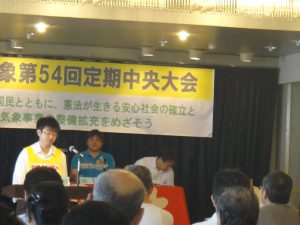 象第54回定期中央大会
国民とともに、憲法が生きる安心社会の確立と
気象事業の整備拡充をめざそう